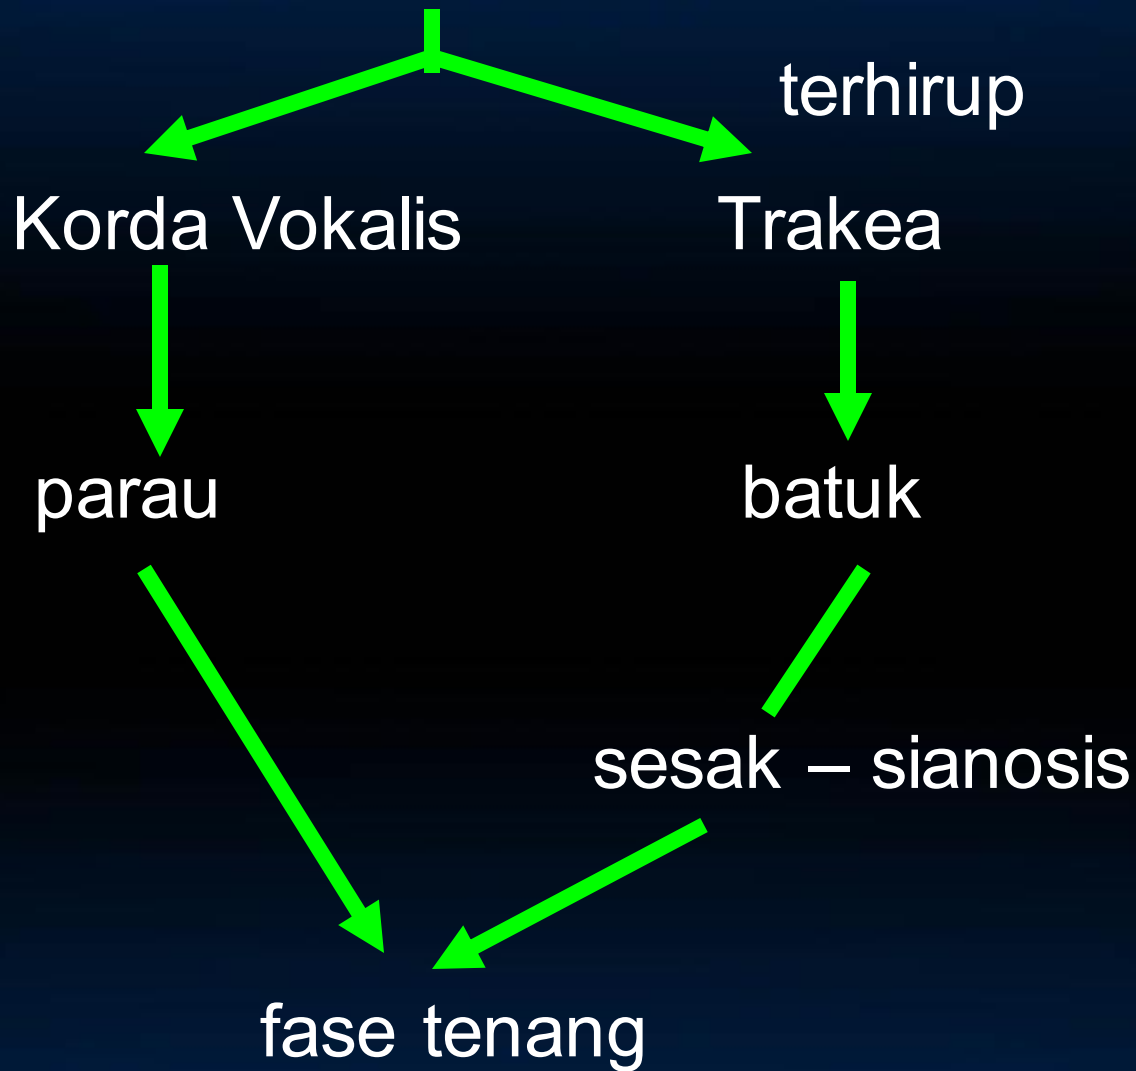 terhirup
Korda Vokalis Trakea
parau batuk
sesak – sianosis
fase tenang